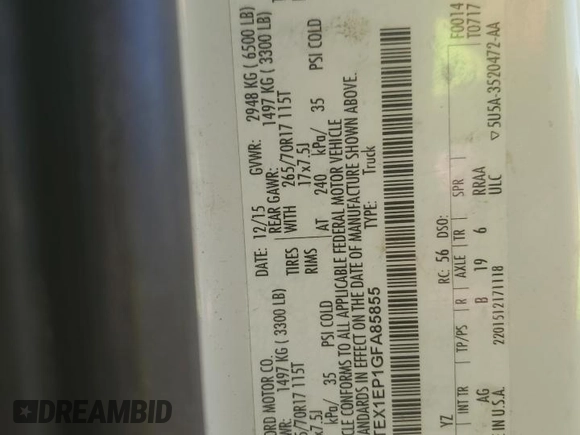 ORD MOTOR CO.
DATE: 12/15 GVWR: 2948 KG ( 6500 LB)
1497 KG ( 3300 LB) REAR GAWR: 1497 KG ( 3300 LB)
70R17 115T TIRES WITH 265/70R17 115T
x7.5J RIMS 17x7.5J
35 PSI COLD AT 240 kPa/ 35 PSI COLD
CLE CONFORMS TO ALL APPLICABLE FEDERAL MOTOR VEHICLE
ANDARDS IN EFFECT ON THE DATE OF MANUFACTURE SHOWN ABOVE.
TEX1EP1GFA85855 TYPE: Truck
F0014
T0717
YZ RC: 56 DSO:
INT TR TP/PS R AXLE TR SPR
AG B 19 6 RRAA
IN U.S.A. 2201512171118 ULC ▽5U5A-3520472-AA
DREAMBID